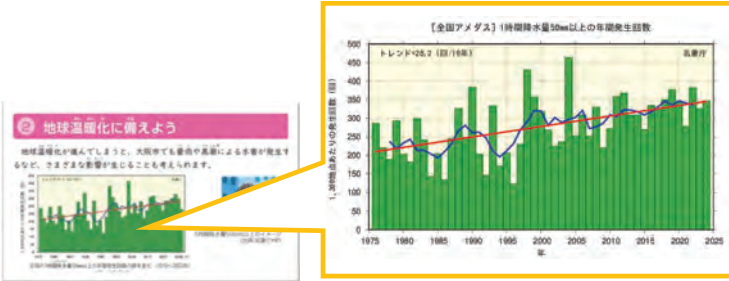 ② 地球温暖化に備えよう
地球温暖化が進んでしまうと、大阪市でも豪雨や高潮による水害が発生す
るなど、さまざまな影響が生じることも考えられます。
[全国アメダス] 1時間降水量50mm以上の年間発生回数
トレンド=28.2 (回/10年)
気象庁
1,300地点あたりの発生回数 (回)
500
450
400
350
300
250
200
150
100
50
0
1975 1980 1985 1990 1995 2000 2005 2010 2015 2020 2025
年